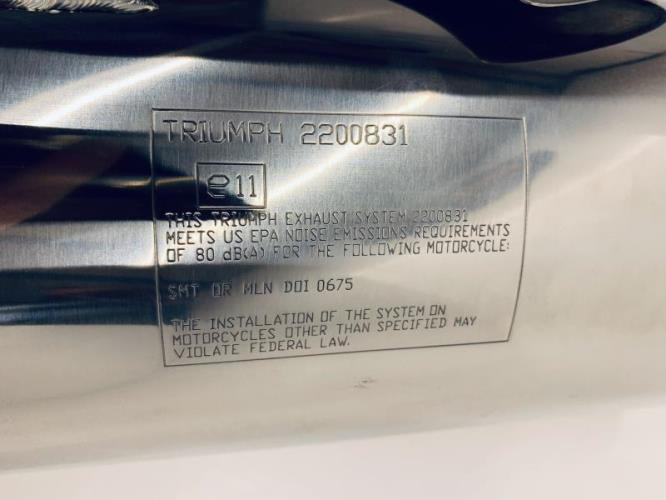 TRIUMPH 2200831
e11
THIS TRIUMPH EXHAUST SYSTEM 2200831
MEETS US EPA NOISE EMISSIONS REQUIREMENTS
OF 80 dB(A) FOR THE FOLLOWING MOTORCYCLE:
SMT OR MLN DOI 0675
THE INSTALLATION OF THE SYSTEM ON
MOTORCYCLES OTHER THAN SPECIFIED MAY
VIOLATE FEDERAL LAW.